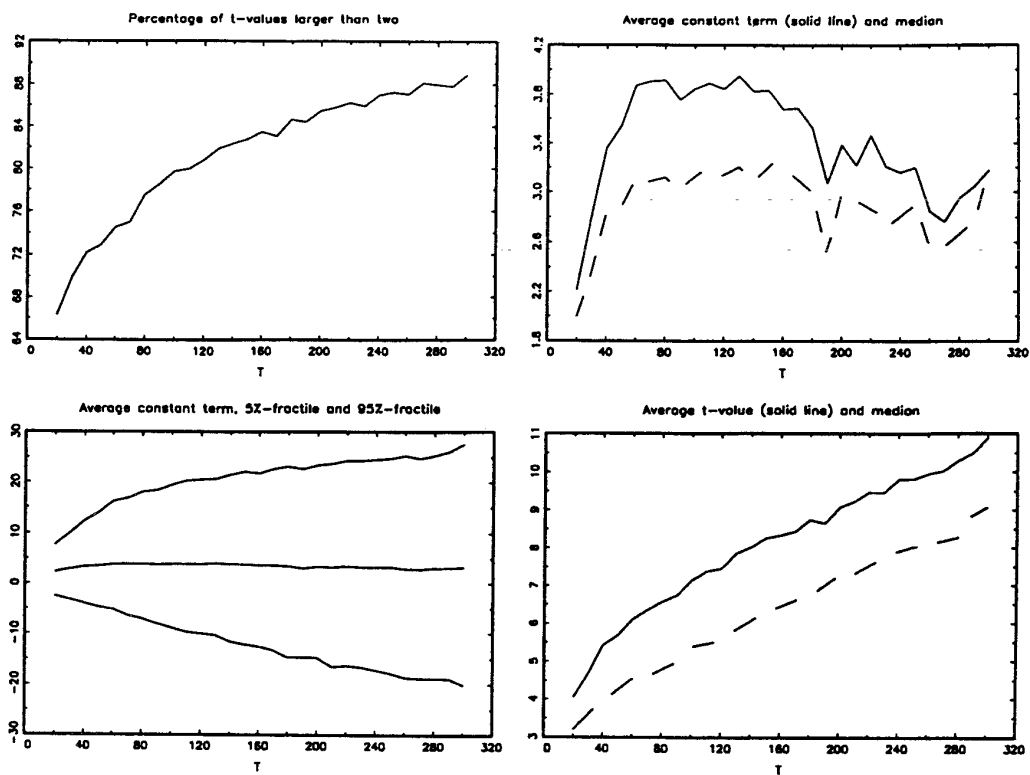 Percentage of t-values larger than two
92
88
84
80
76
72
68
64
0 40 80 120 160 200 240 280 320
T
Average constant term (solid line) and median
4.2
3.8
3.4
3.0
2.6
2.2
1.8
0 40 80 120 160 200 240 280 320
T
Average constant term, 5%-fractile and 95%-fractile
30
20
10
0
-10
-20
-30
0 40 80 120 160 200 240 280 320
T
Average t-value (solid line) and median
11
10
9
8
7
6
5
4
3
0 40 80 120 160 200 240 280 320
T